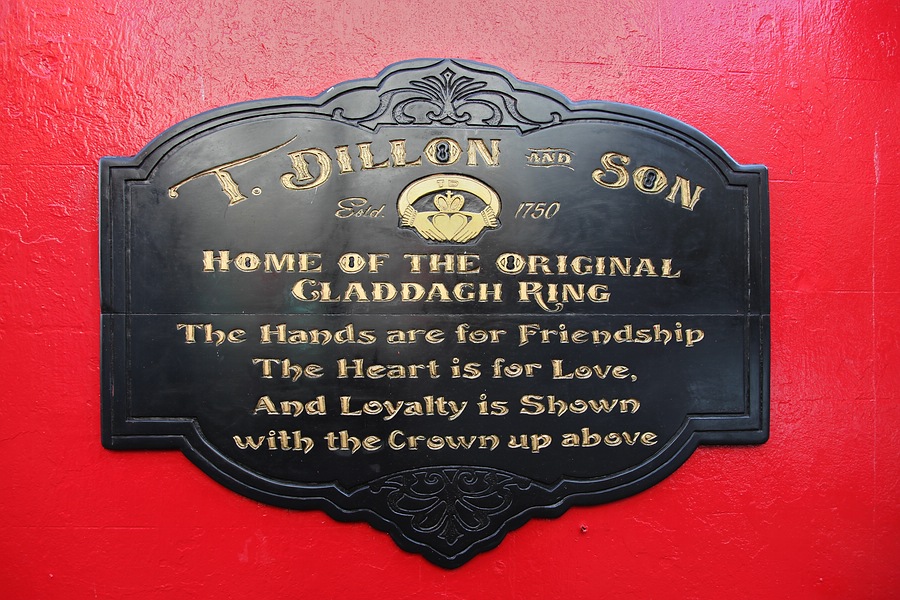 T. DILLON AND SON
Estd. 1750
HOME OF THE ORIGINAL
CLADDAGH RING
The Hands are for Friendship
The Heart is for Love,
And Loyalty is Shown
with the Crown up above